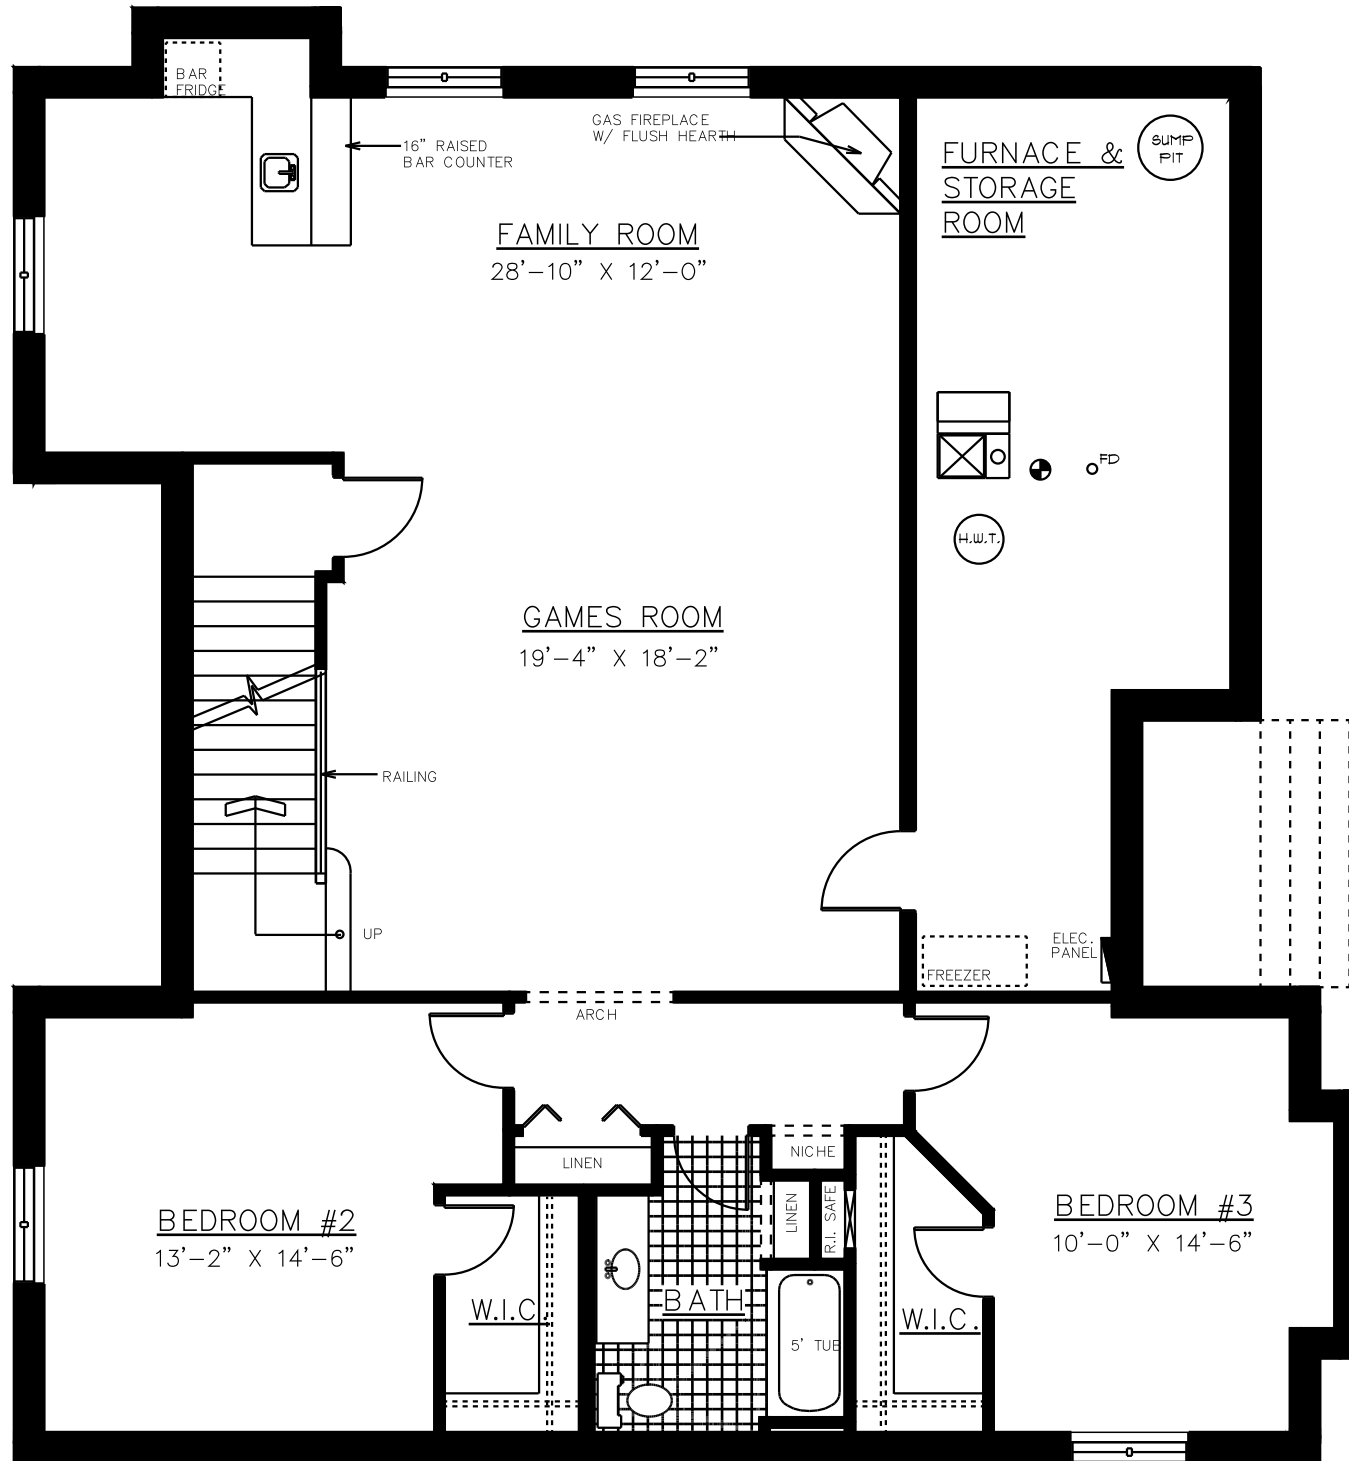 BAR
FRIDGE
16" RAISED
BAR COUNTER
GAS FIREPLACE
W/ FLUSH HEARTH
FURNACE &
STORAGE
ROOM
SUMP
PIT
FAMILY ROOM
28'-10" X 12'-0"
FD
H.W.T.
GAMES ROOM
19'-4" X 18'-2"
RAILING
UP
FREEZER
ELEC.
PANEL
ARCH
LINEN
NICHE
LINEN
R.I. SAFE
BEDROOM #2
13'-2" X 14'-6"
W.I.C.
BATH
5' TUB
W.I.C.
BEDROOM #3
10'-0" X 14'-6"